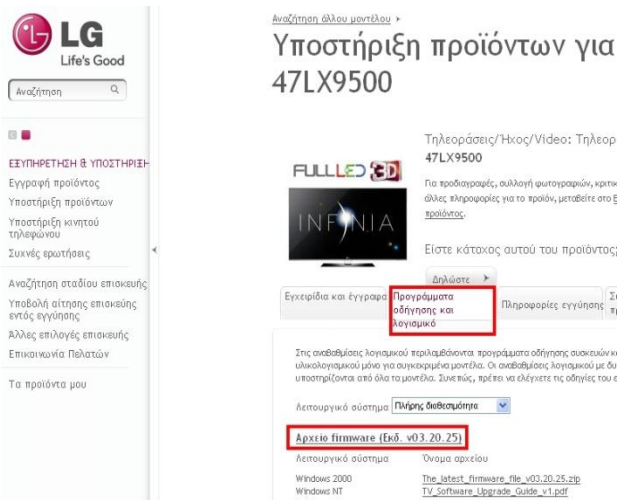 LG
Life's Good
Αναζήτηση
ΕΞΥΠΗΡΕΤΗΣΗ & ΥΠΟΣΤΗΡΙΞΗ
Εγγραφή προϊόντος
Υποστήριξη προϊόντων
Υποστήριξη κινητού
τηλεφώνου
Συχνές ερωτήσεις
Αναζήτηση σταδίου επισκευής
Υποβολή αίτησης επισκευής
εντός εγγύησης
Άλλες επιλογές επισκευής
Επικοινωνία Πελατών
Τα προϊόντα μου
Αναζήτηση άλλου μοντέλου
Υποστήριξη προϊόντων για
47LX9500
FULL LED 3D
INFINIA
Τηλεοράσεις/Ήχος/Video: Τηλεορ
47LX9500
Για προδιαγραφές, συλλογή φωτογραφιών, κριτικ
άλλες πληροφορίες για το προϊόν, μεταβείτε στο
προϊόντος.
Είστε κάτοχος αυτού του προϊόντος;
Δηλώστε
Εγχειρίδια και έγγραφα
Προγράμματα
οδήγησης και
λογισμικό
Πληροφορίες εγγύησης
Στις αναβαθμίσεις λογισμικού περιλαμβάνονται προγράμματα οδήγησης συσκευών κ
υλικολογισμικού μόνο για συγκεκριμένα μοντέλα. Οι αναβαθμίσεις λογισμικού με δυ
υποστηρίζονται από όλα τα μοντέλα. Συνεπώς, πρέπει να ελέγχετε τις οδηγίες του ε
Λειτουργικό σύστημα Πλήρης διαθεσιμότητα
Αρχείο firmware (Εκδ. v03.20.25)
Λειτουργικό σύστημα Όνομα αρχείου
Windows 2000 The_latest_firmware_file_v03.20.25.zip
Windows NT TV_Software_Upgrade_Guide_v1.pdf